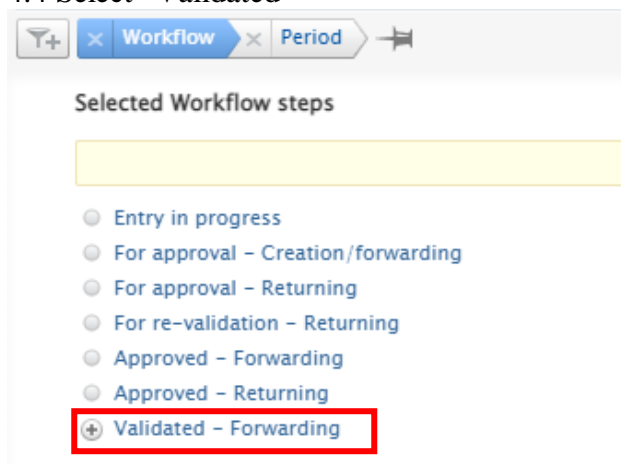 Workflow Period
Selected Workflow steps
Entry in progress
For approval – Creation/forwarding
For approval – Returning
For re-validation – Returning
Approved – Forwarding
Approved – Returning
Validated – Forwarding